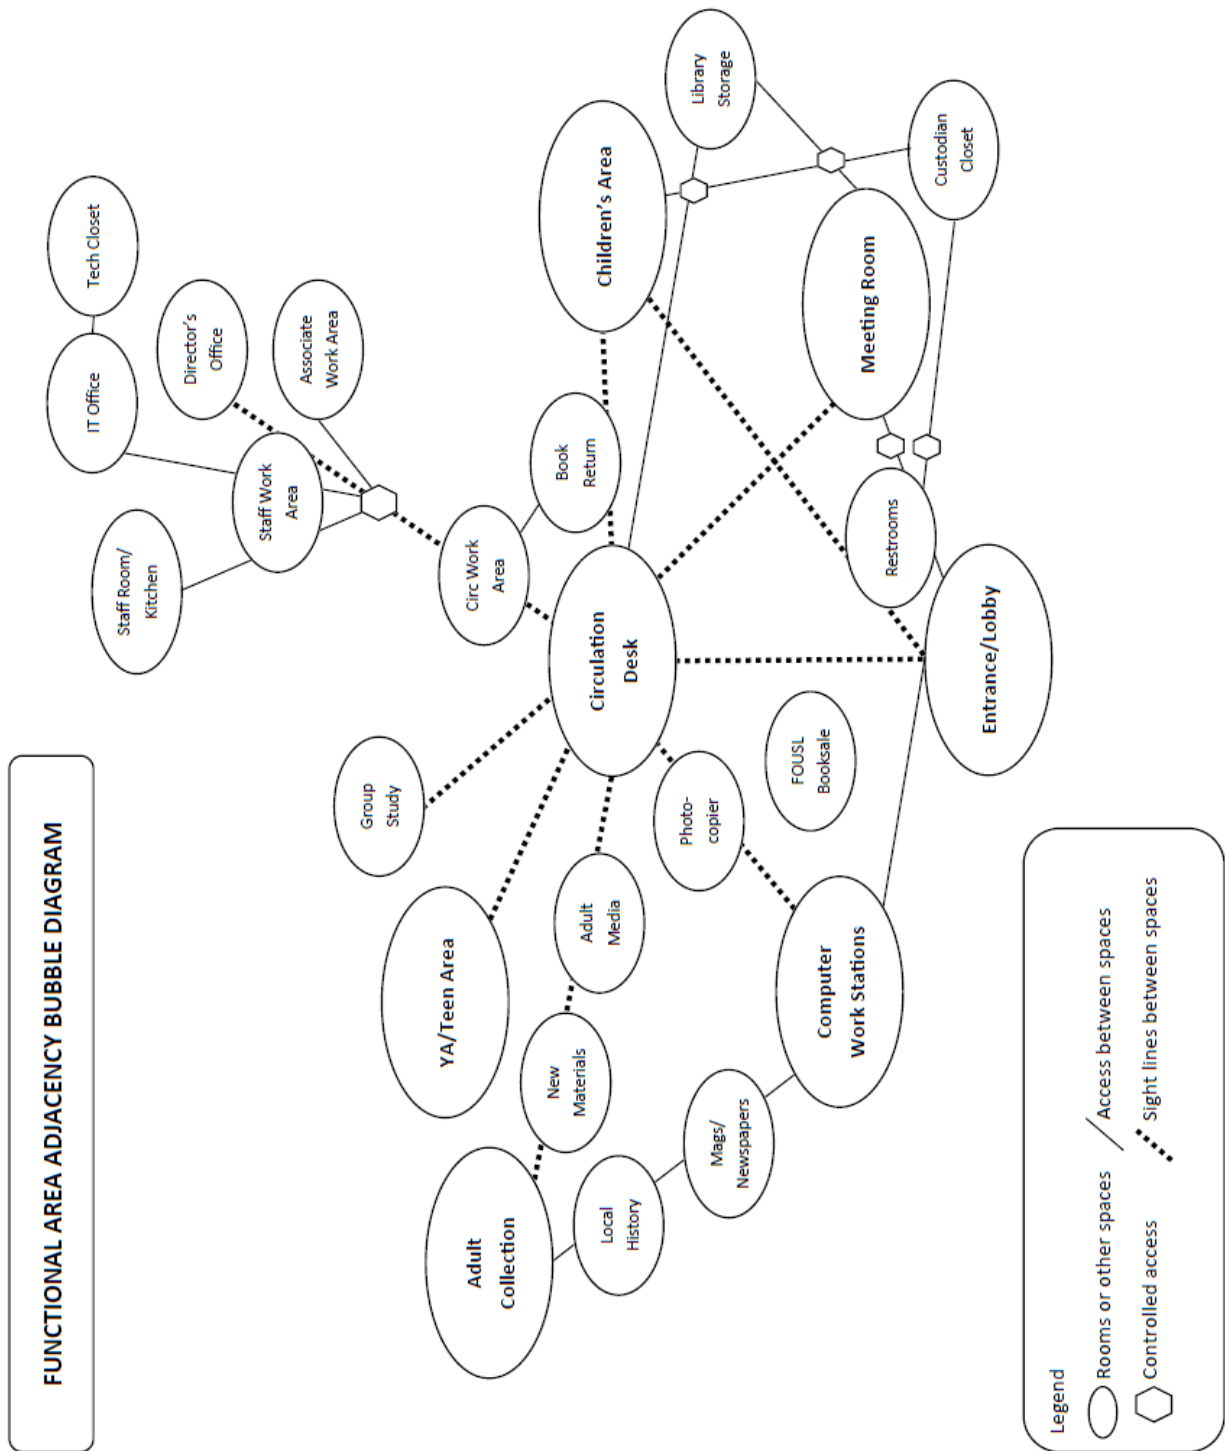 FUNCTIONAL AREA ADJACENCY BUBBLE DIAGRAM
Tech Closet
IT Office
Staff Room/
Kitchen
Director's
Office
Staff Work
Area
Associate
Work Area
Group
Study
YA/Teen Area
Adult
Collection
Circ Work
Area
New
Materials
Book
Return
Adult
Media
Children's Area
Circulation
Desk
Local
History
Photo-
copier
Library
Storage
Mags/
Newspapers
FOUSL
Booksale
Computer
Work Stations
Meeting Room
Restrooms
Custodian
Closet
Entrance/Lobby
Legend
Rooms or other spaces
Access between spaces
Controlled access
Sight lines between spaces